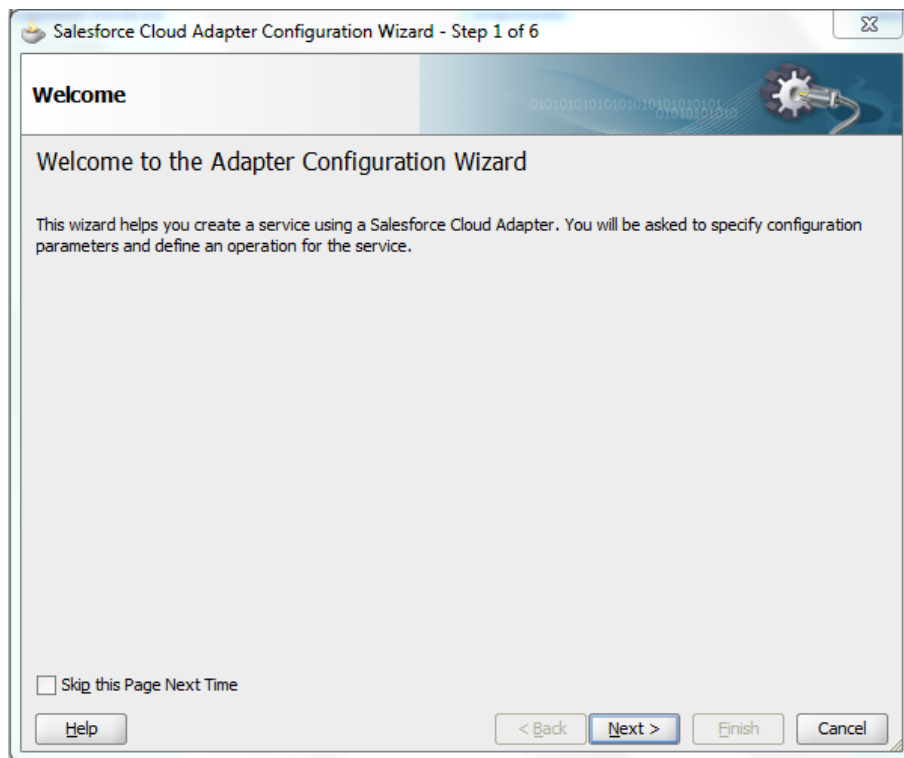 Salesforce Cloud Adapter Configuration Wizard - Step 1 of 6
Welcome
0101010101010101010101010101
Welcome to the Adapter Configuration Wizard
This wizard helps you create a service using a Salesforce Cloud Adapter. You will be asked to specify configuration
parameters and define an operation for the service.
Skip this Page Next Time
Help
< Back
Next >
Finish
Cancel